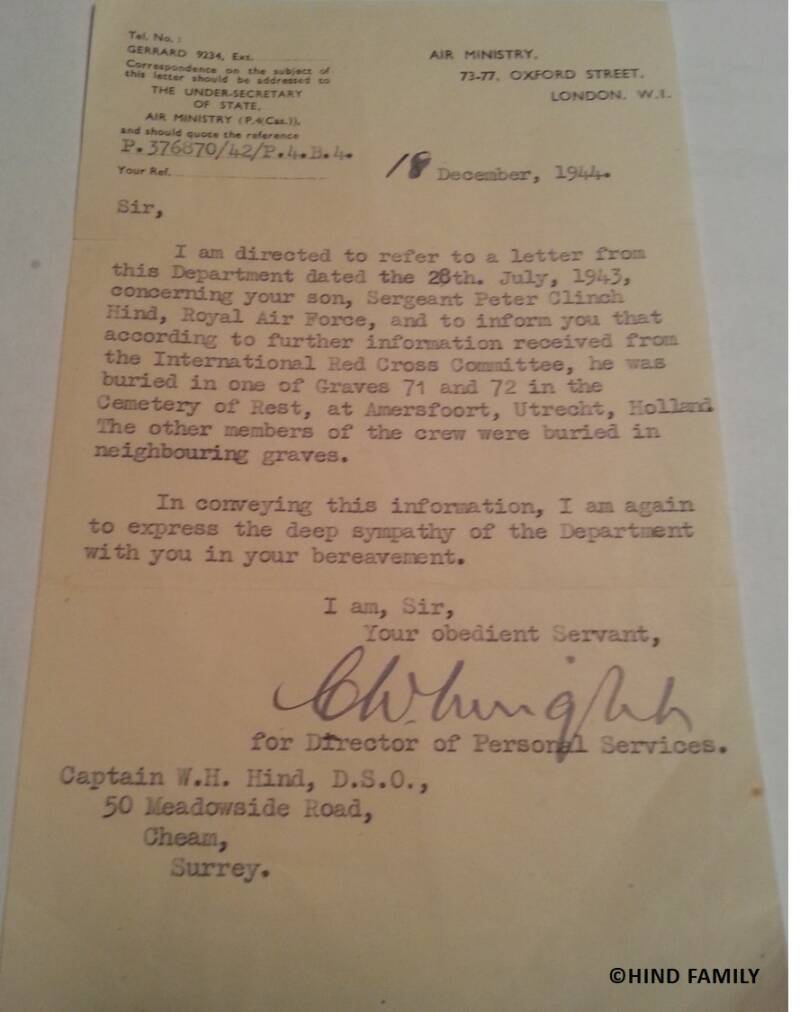 Tel. No. :
GERRARD 9234, Ext.
Correspondence on the subject of
this letter should be addressed to
THE UNDER-SECRETARY
OF STATE,
AIR MINISTRY (P.4(Cas.)),
and should quote the reference
P.376870/42/P.4.B.4.
Your Ref.
AIR MINISTRY,
73-77, OXFORD STREET,
LONDON, W.1.
18 December, 1944.
Sir,
I am directed to refer to a letter from
this Department dated the 28th. July, 1943,
concerning your son, Sergeant Peter Clinch
Hind, Royal Air Force, and to inform you that
according to further information received from
the International Red Cross Committee, he was
buried in one of Graves 71 and 72 in the
Cemetery of Rest, at Amersfoort, Utrecht, Holland
The other members of the crew were buried in
neighbouring graves.
In conveying this information, I am again
to express the deep sympathy of the Department
with you in your bereavement.
I am, Sir,
Your obedient Servant,
for Director of Personal Services.
Captain W.H. Hind, D.S.O.,
50 Meadowside Road,
Cheam,
Surrey.
©HIND FAMILY